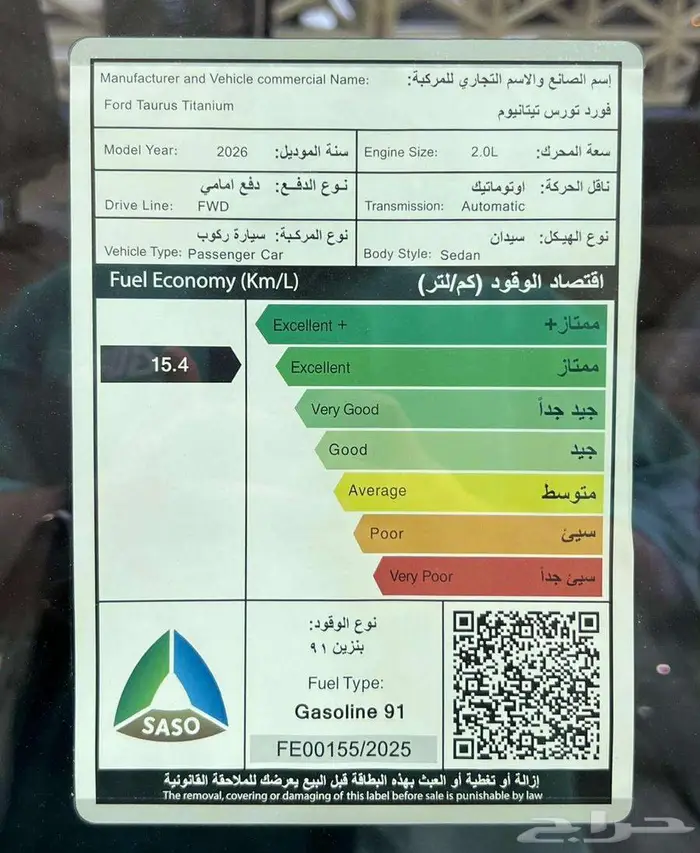 Manufacturer and Vehicle commercial Name: إسم الصانع والاسم التجاري للمركبة:
Ford Taurus Titanium فورد تورس تيتانيوم
Model Year: 2026 سنة الموديل:
Engine Size: 2.0L سعة المحرك:
نوع الدفع: دفع امامي
Drive Line: FWD
ناقل الحركة: اوتوماتيك
Transmission: Automatic
نوع المركبة: سيارة ركوب
Vehicle Type: Passenger Car
نوع الهيكل: سيدان
Body Style: Sedan
Fuel Economy (Km/L) اقتصاد الوقود (كم/لتر)
Excellent + ممتاز+
15.4
Excellent ممتاز
Very Good جيد جداً
Good جيد
Average متوسط
Poor سيئ
Very Poor سيئ جداً
نوع الوقود:
بنزين ٩١
Fuel Type:
Gasoline 91
FE00155/2025
SASO
إزالة أو تغطية أو العبث بهذه البطاقة قبل البيع يعرضك للملاحقة القانونية
The removal, covering or damaging of this label before sale is punishable by law
حراج